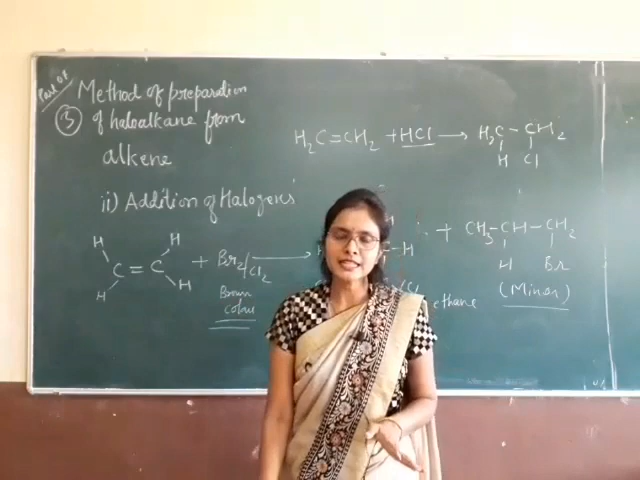 Part 01
③ Method of preparation
of haloalkane from
alkene
H₂C=CH₂ + HCl → H₂C - CH₂
H Cl
ii) Addition of Halogens
H H
C = C + Br₂/Cl₂ →
H H
Brown
Colour
H
H
+ CH₃-CH-CH₂
H Br
ethane (Minor)